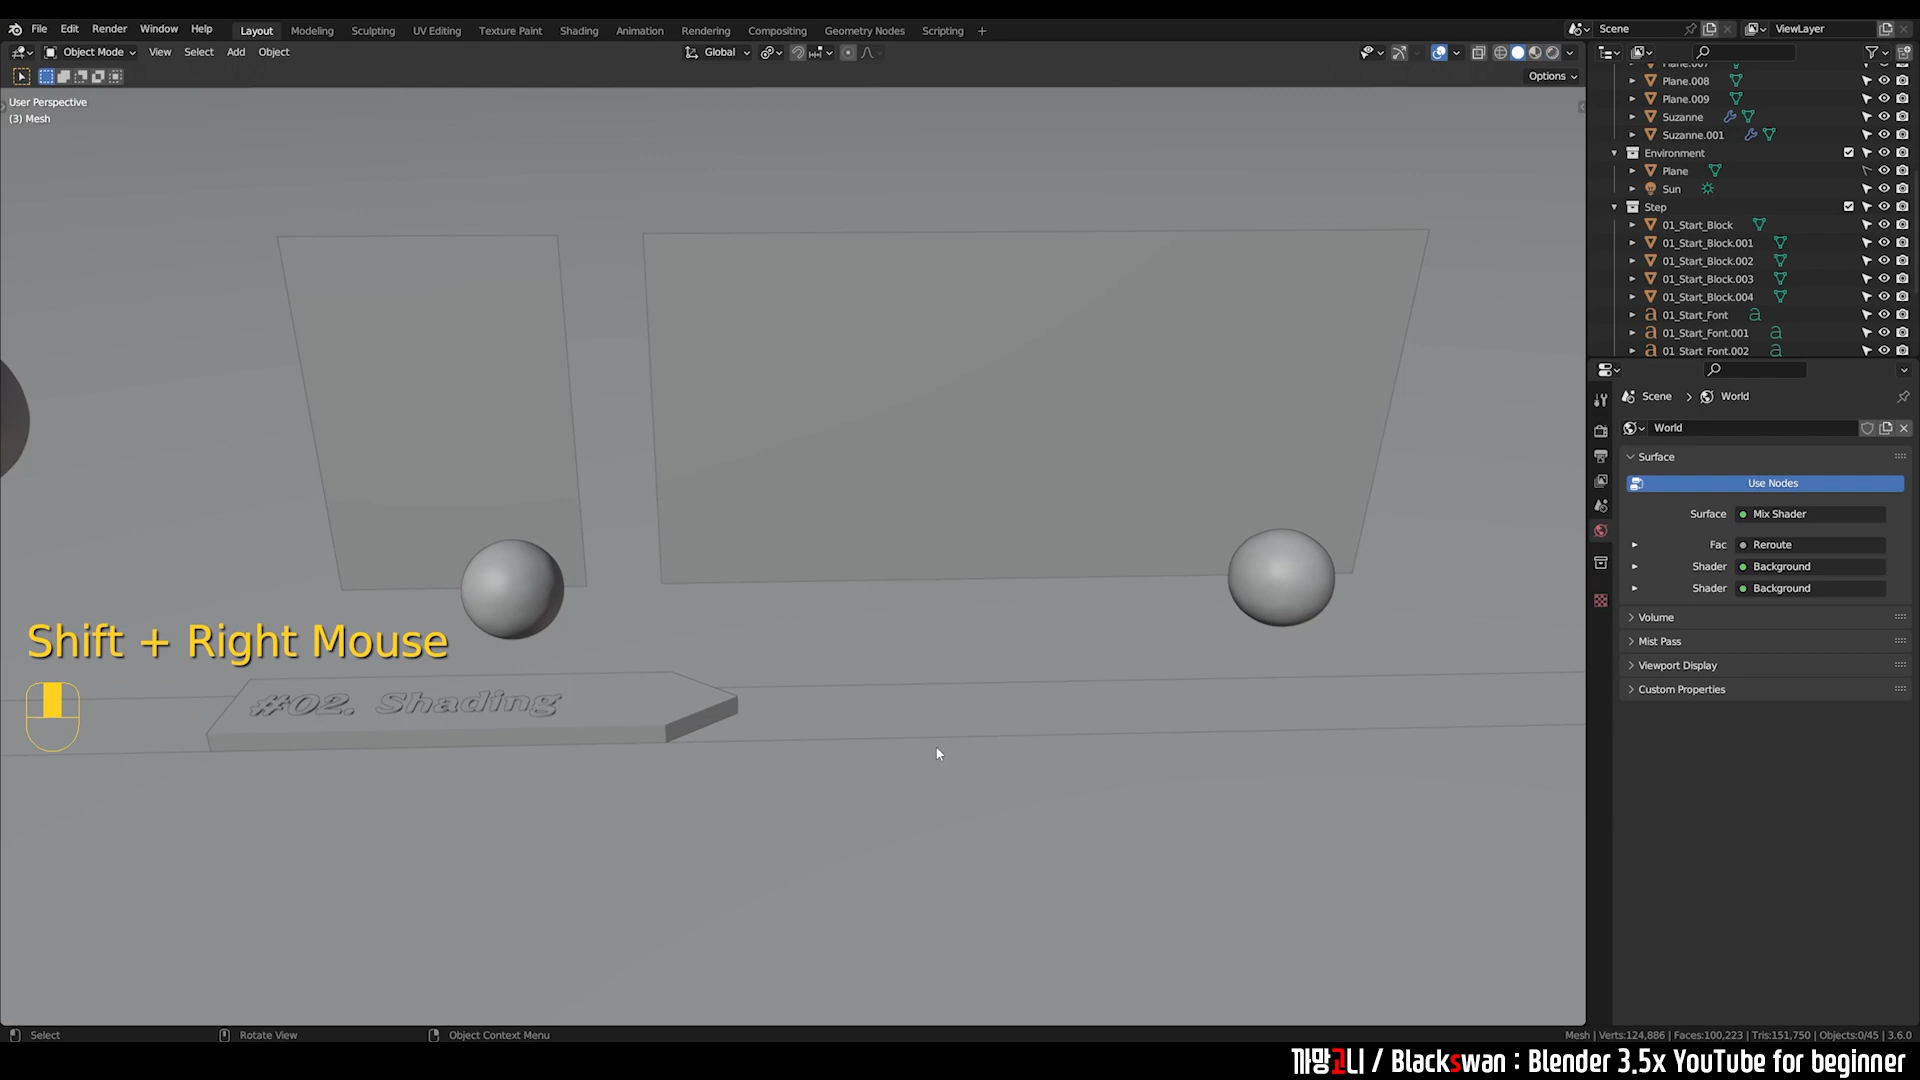 File Edit Render Window Help Layout Modeling Sculpting UV Editing Texture Paint Shading Animation Rendering Compositing Geometry Nodes Scripting + Scene ViewLayer
Object Mode View Select Add Object Global
Options
User Perspective
(3) Mesh
Plane.007
Plane.008
Plane.009
Suzanne
Suzanne.001
Environment
Plane
Sun
Step
01_Start_Block
01_Start_Block.001
01_Start_Block.002
01_Start_Block.003
01_Start_Block.004
01_Start_Font
01_Start_Font.001
01_Start_Font.002
Scene > World
World
Surface
Use Nodes
Surface Mix Shader
Fac Reroute
Shader Background
Shader Background
Volume
Mist Pass
Viewport Display
Custom Properties
Shift + Right Mouse
#02. Shading
Select Rotate View Object Context Menu Mesh | Verts:124,886 | Faces:100,223 | Tris:151,750 | Objects:0/45 | 3.6.0
까망고니 / Blackswan : Blender 3.5x YouTube for beginner